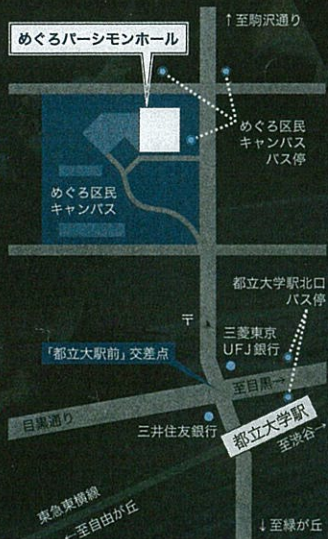 ↑至駒沢通り
めぐろパーシモンホール
めぐろ区民
キャンパス
バス停
めぐろ区民
キャンパス
都立大学駅北口
バス停
〒
三菱東京
UFJ銀行
「都立大駅前」交差点
至目黒→
目黒通り
三井住友銀行
都立大学駅
至渋谷→
東急東横線
←至自由が丘
↓至緑が丘